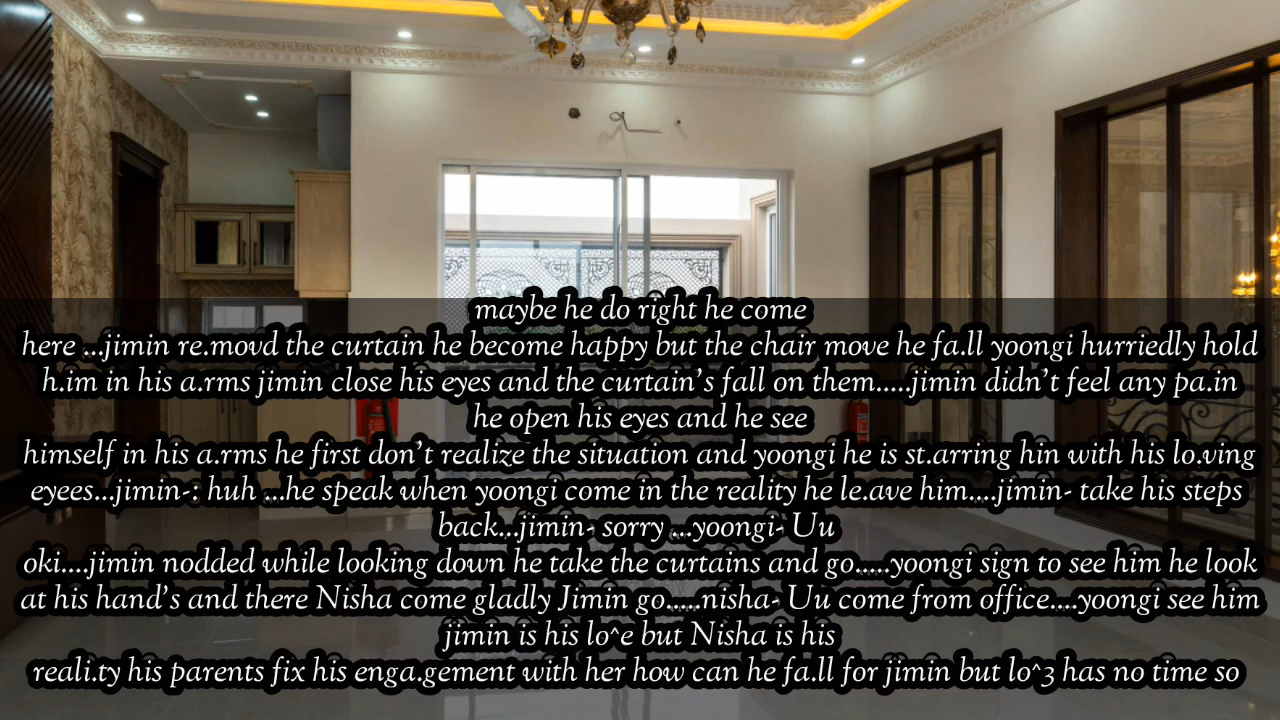 maybe he do right he come
here ...jimin re.movd the curtain he become happy but the chair move he fa.ll yoongi hurriedly hold
h.im in his a.rms jimin close his eyes and the curtain's fall on them.....jimin didn't feel any pa.in
he open his eyes and he see
himself in his a.rms he first don't realize the situation and yoongi he is st.arring hin with his lo.ving
eyees...jimin-: huh ...he speak when yoongi come in the reality he le.ave him....jimin- take his steps
back...jimin- sorry ...yoongi- Uu
oki....jimin nodded while looking down he take the curtains and go.....yoongi sign to see him he look
at his hand's and there Nisha come gladly Jimin go.....nisha- Uu come from office....yoongi see him
jimin is his lo^e but Nisha is his
reali.ty his parents fix his enga.gement with her how can he fa.ll for jimin but lo^3 has no time so